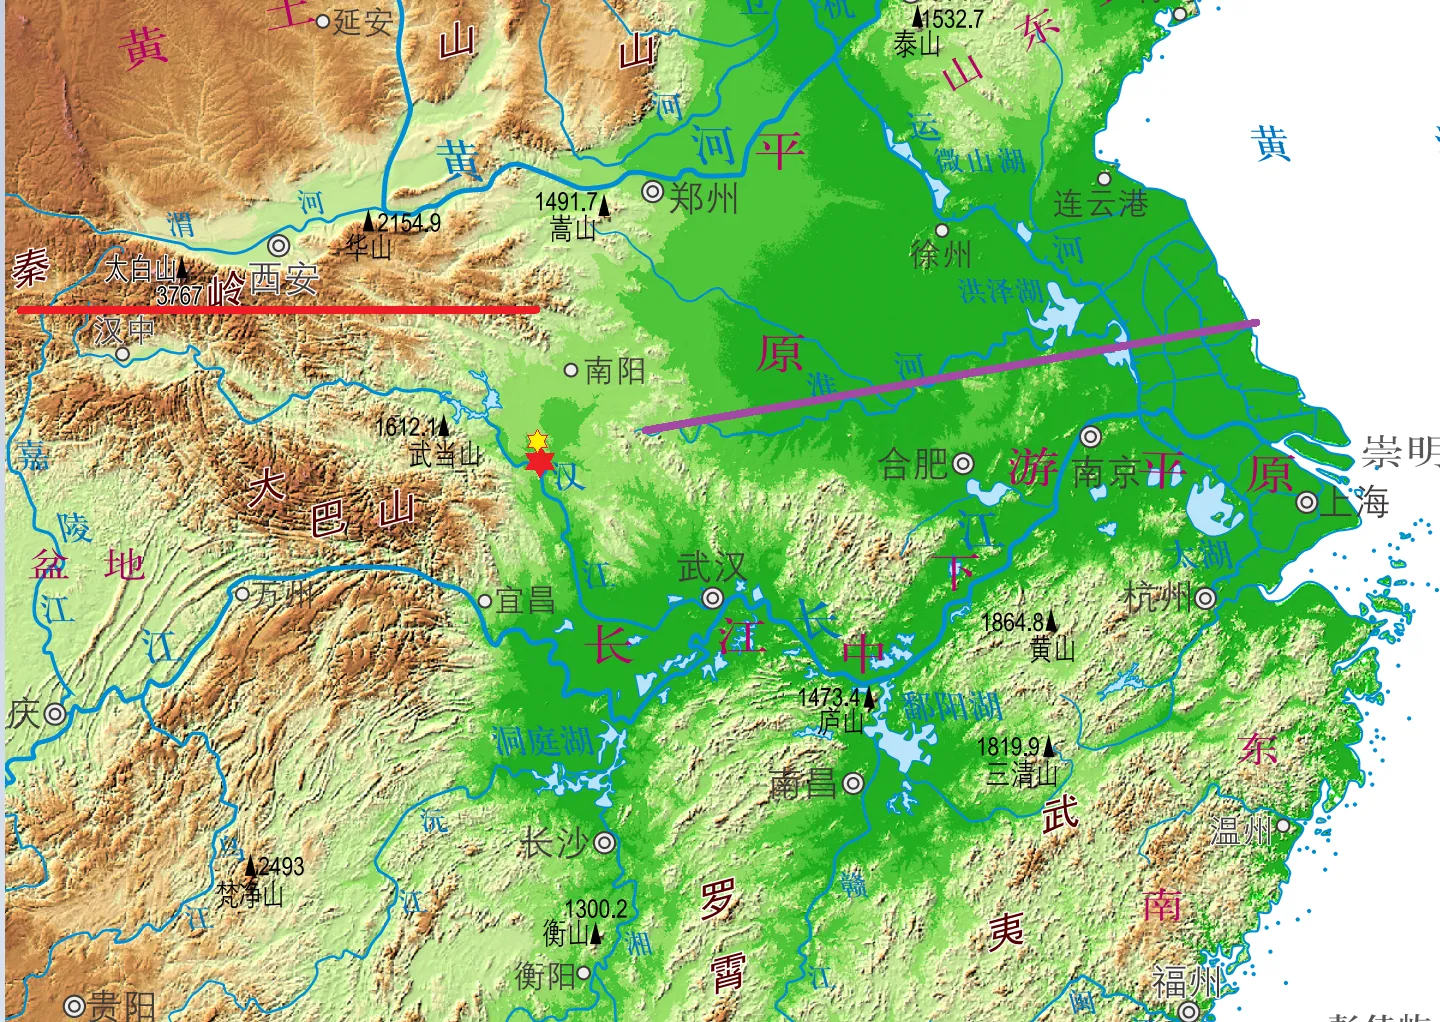 卫
杭
土
延安
1532.7
泰山
东
黄
山
山
山
河
运
河
平
黄
微山湖
黄
1491.7
嵩山
郑州
连云港
渭
河
2154.9
华山
徐州
河
秦
太白山
3767
岭
西安
洪泽湖
汉中
原
南阳
淮
河
1612.1
武当山
嘉
汉
合肥
游
南京
平
原
崇明
上海
大
巴
山
陵
江
太湖
盆
地
万州
江
宜昌
武汉
下
杭州
江
长
1864.8
黄山
江
长
江
中
庆
1473.4
庐山
鄱阳湖
洞庭湖
1819.9
三清山
东
南昌
武
沅
长沙
温州
2493
梵净山
江
江
赣
罗
南
1300.2
衡山
湘
夷
霄
衡阳
江
福州
贵阳
闽